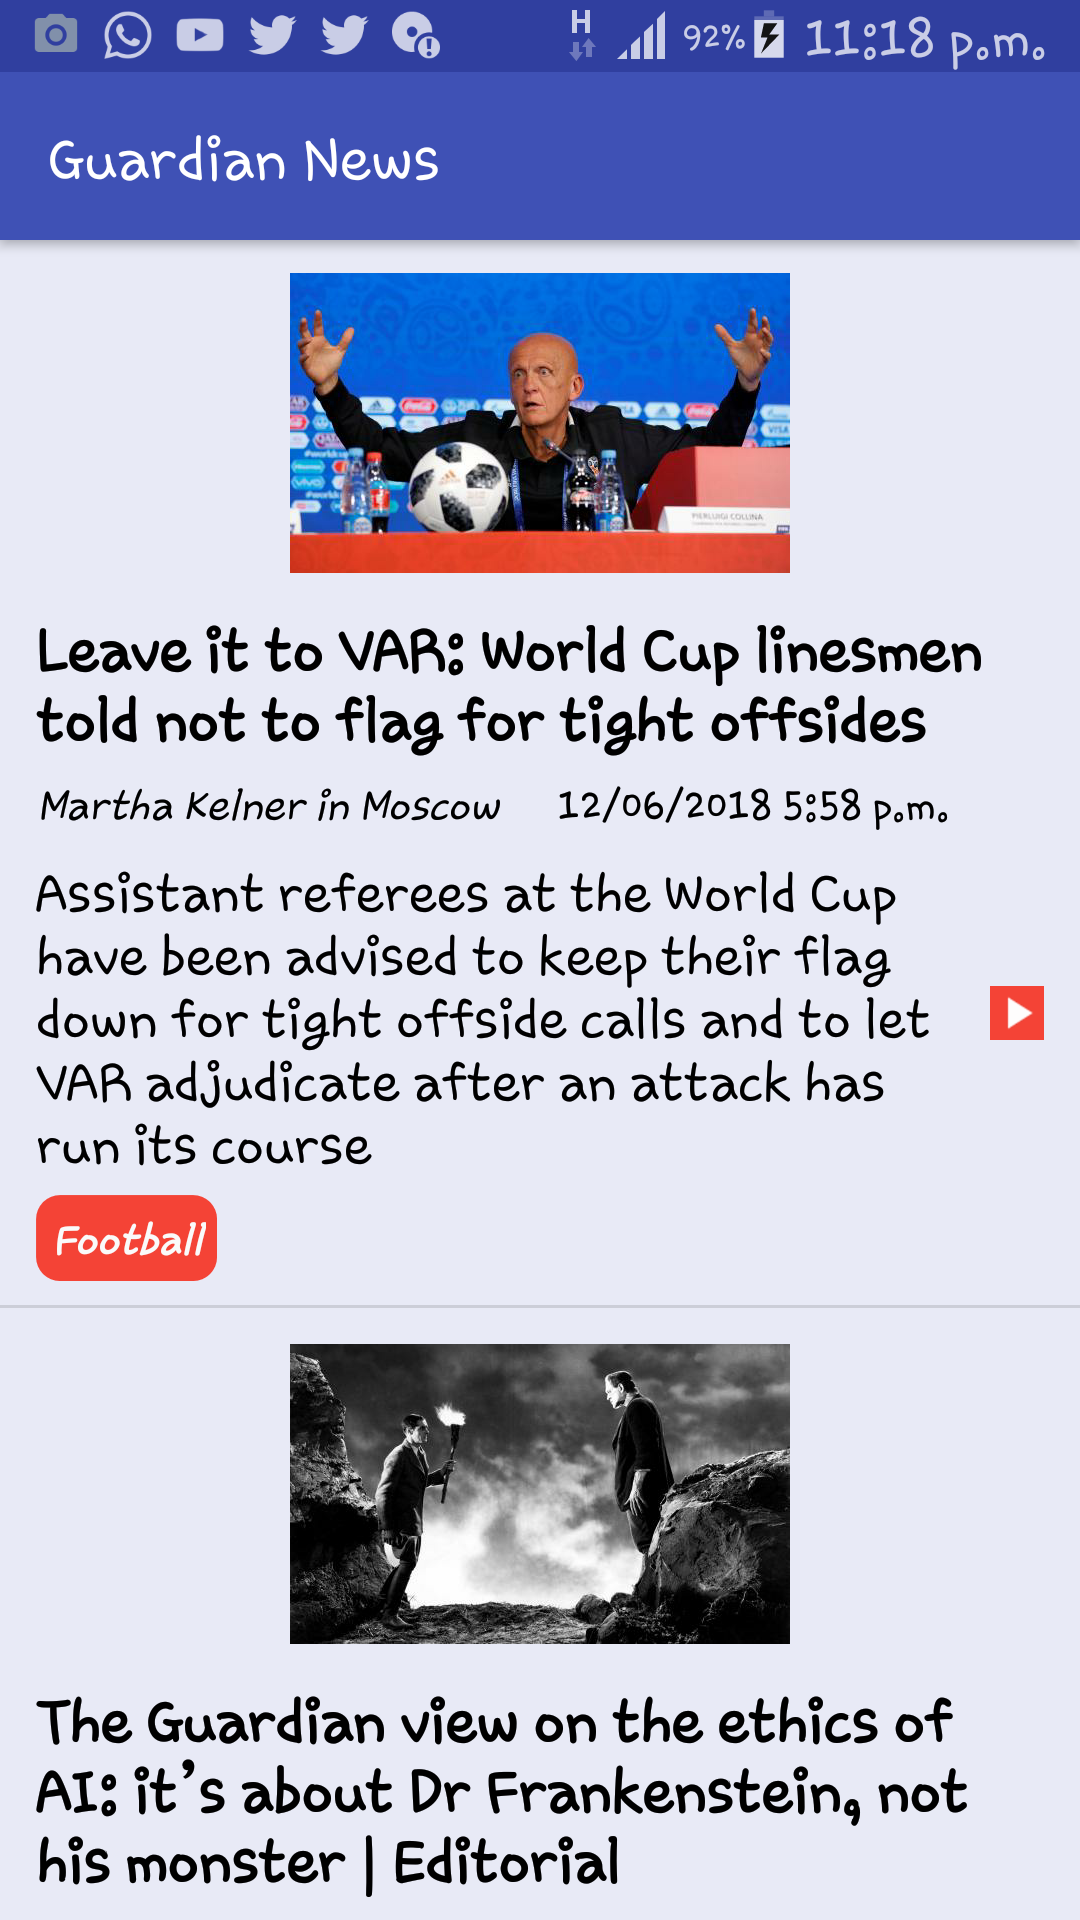 H 92% 11:18 p.m.
Guardian News
PIERLUIGI COLLINA
Leave it to VAR: World Cup linesmen
told not to flag for tight offsides
Martha Kelner in Moscow 12/06/2018 5:58 p.m.
Assistant referees at the World Cup
have been advised to keep their flag
down for tight offside calls and to let
VAR adjudicate after an attack has
run its course
Football
The Guardian view on the ethics of
AI: it’s about Dr Frankenstein, not
his monster | Editorial